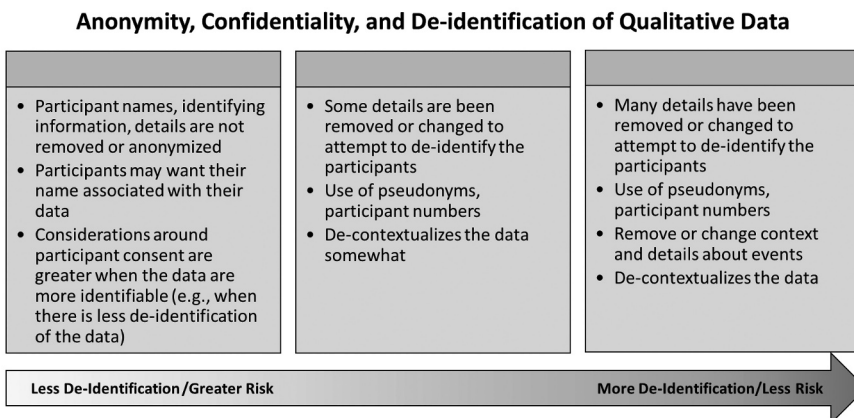 Anonymity, Confidentiality, and De-identification of Qualitative Data
• Participant names, identifying
information, details are not
removed or anonymized
• Participants may want their
name associated with their
data
• Considerations around
participant consent are
greater when the data are
more identifiable (e.g., when
there is less de-identification
of the data)
• Some details are been
removed or changed to
attempt to de-identify the
participants
• Use of pseudonyms,
participant numbers
• De-contextualizes the data
somewhat
• Many details have been
removed or changed to
attempt to de-identify the
participants
• Use of pseudonyms,
participant numbers
• Remove or change context
and details about events
• De-contextualizes the data
Less De-Identification/Greater Risk
More De-Identification/Less Risk